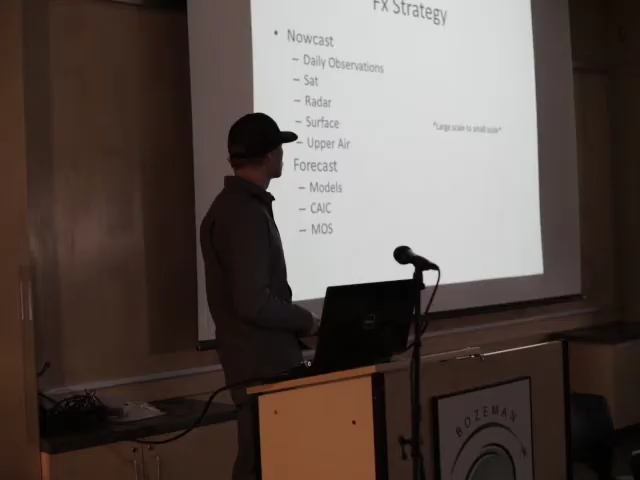 Fx Strategy
• Nowcast
– Daily Observations
– Sat
– Radar
– Surface
– Upper Air
*Large scale to small scale*
Forecast
– Models
– CAIC
– MOS
DELL
BOZEMAN